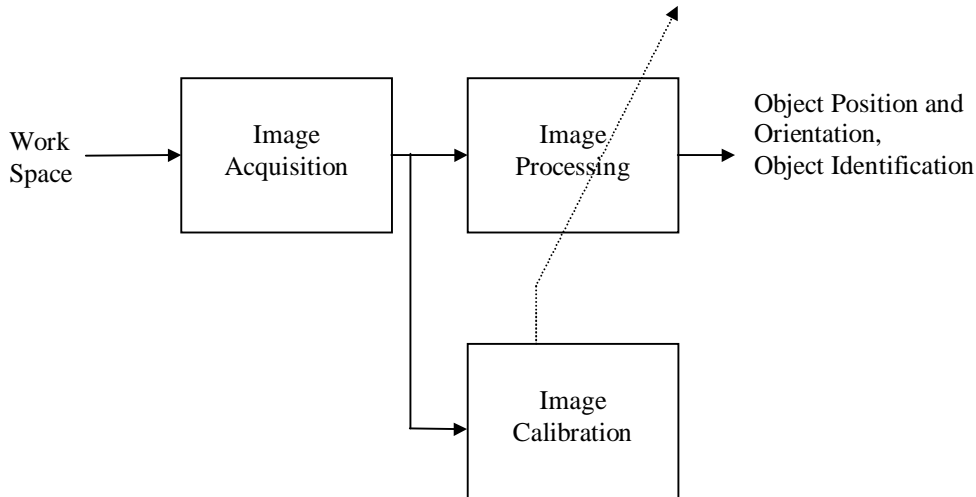 Work
Space
Image
Acquisition
Image
Processing
Object Position and
Orientation,
Object Identification
Image
Calibration